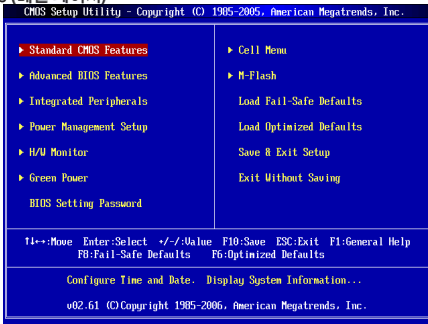 CMOS Setup Utility - Copyright (C) 1985-2005, American Megatrends, Inc.
▶ Standard CMOS Features
▶ Advanced BIOS Features
▶ Integrated Peripherals
▶ Power Management Setup
▶ H/W Monitor
▶ Green Power
BIOS Setting Password
▶ Cell Menu
▶ M-Flash
Load Fail-Safe Defaults
Load Optimized Defaults
Save & Exit Setup
Exit Without Saving
↑↓←→:Move Enter:Select +/-/:Value F10:Save ESC:Exit F1:General Help
F8:Fail-Safe Defaults F6:Optimized Defaults
Configure Time and Date. Display System Information...
v02.61 (C)Copyright 1985-2006, American Megatrends, Inc.